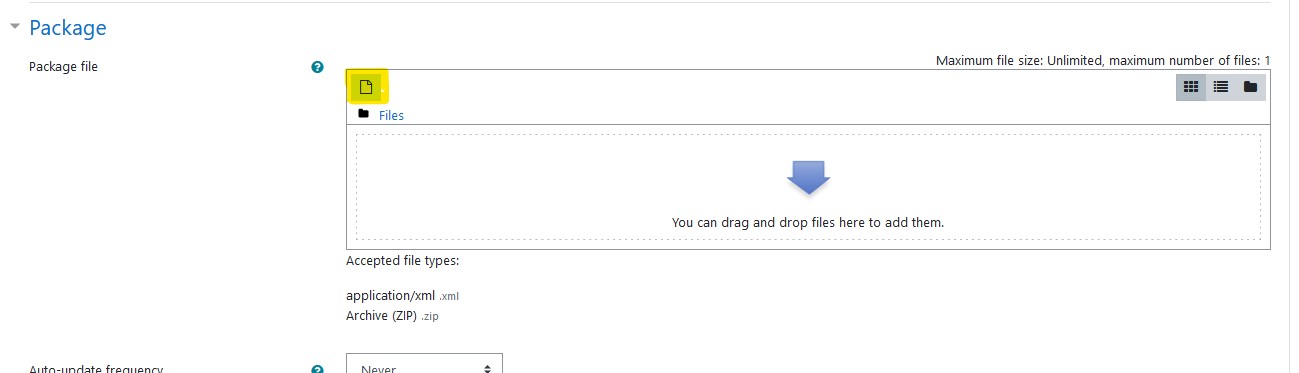 Package
Package file
Maximum file size: Unlimited, maximum number of files: 1
Files
You can drag and drop files here to add them.
Accepted file types:
application/xml .xml
Archive (ZIP) .zip
Auto-update frequency
Never